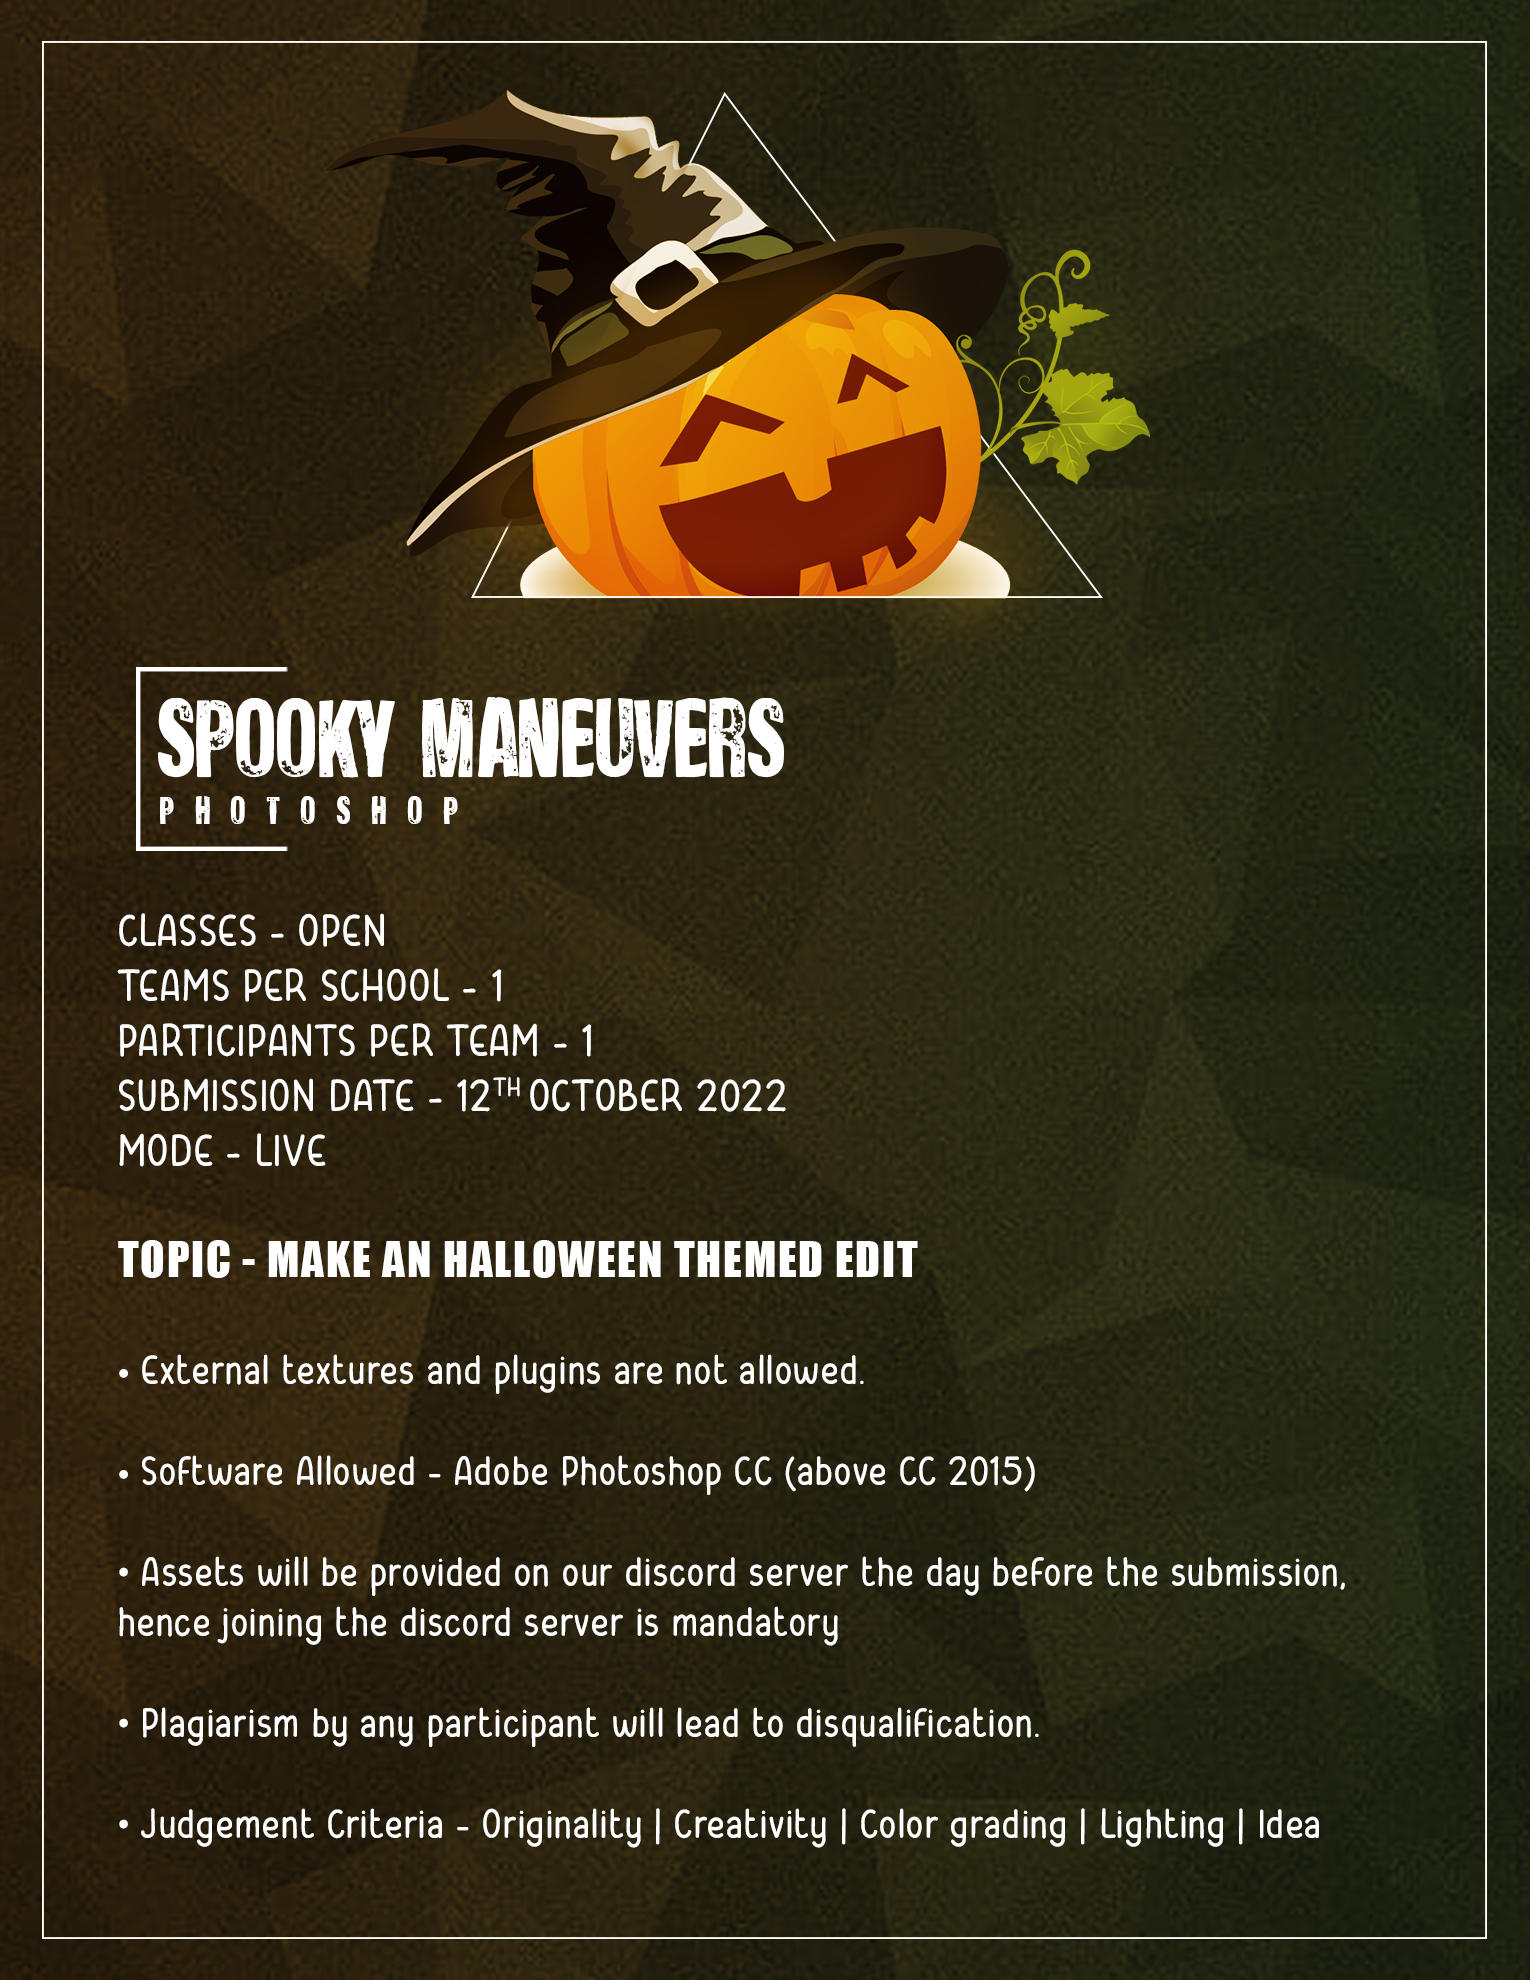 SPOOKY MANEUVERS
PHOTOSHOP
CLASSES - OPEN
TEAMS PER SCHOOL - 1
PARTICIPANTS PER TEAM - 1
SUBMISSION DATE - 12TH OCTOBER 2022
MODE - LIVE
TOPIC - MAKE AN HALLOWEEN THEMED EDIT
• External textures and plugins are not allowed.
• Software Allowed - Adobe Photoshop CC (above CC 2015)
• Assets will be provided on our discord server the day before the submission,
hence joining the discord server is mandatory
• Plagiarism by any participant will lead to disqualification.
• Judgement Criteria - Originality | Creativity | Color grading | Lighting | Idea